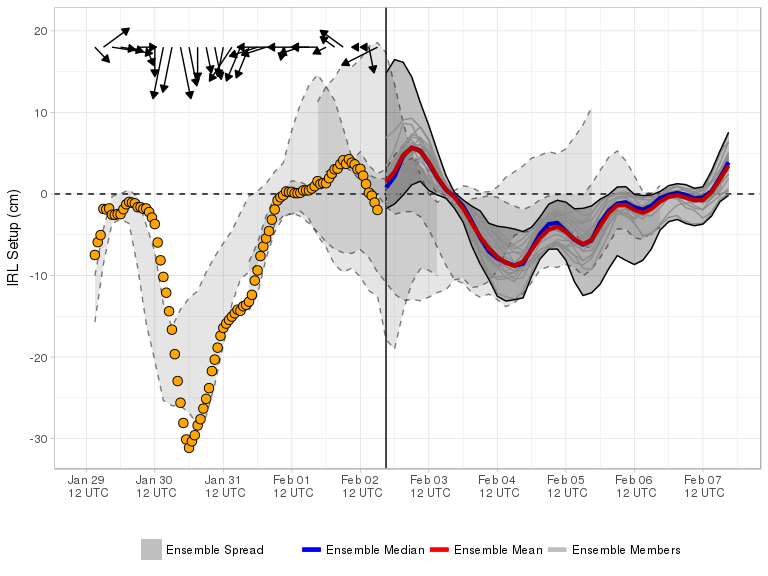 20
10
0
-10
-20
-30
IRL Setup (cm)
Jan 29 Jan 30 Jan 31 Feb 01 Feb 02 Feb 03 Feb 04 Feb 05 Feb 06 Feb 07
12 UTC 12 UTC 12 UTC 12 UTC 12 UTC 12 UTC 12 UTC 12 UTC 12 UTC 12 UTC
Ensemble Spread Ensemble Median Ensemble Mean Ensemble Members